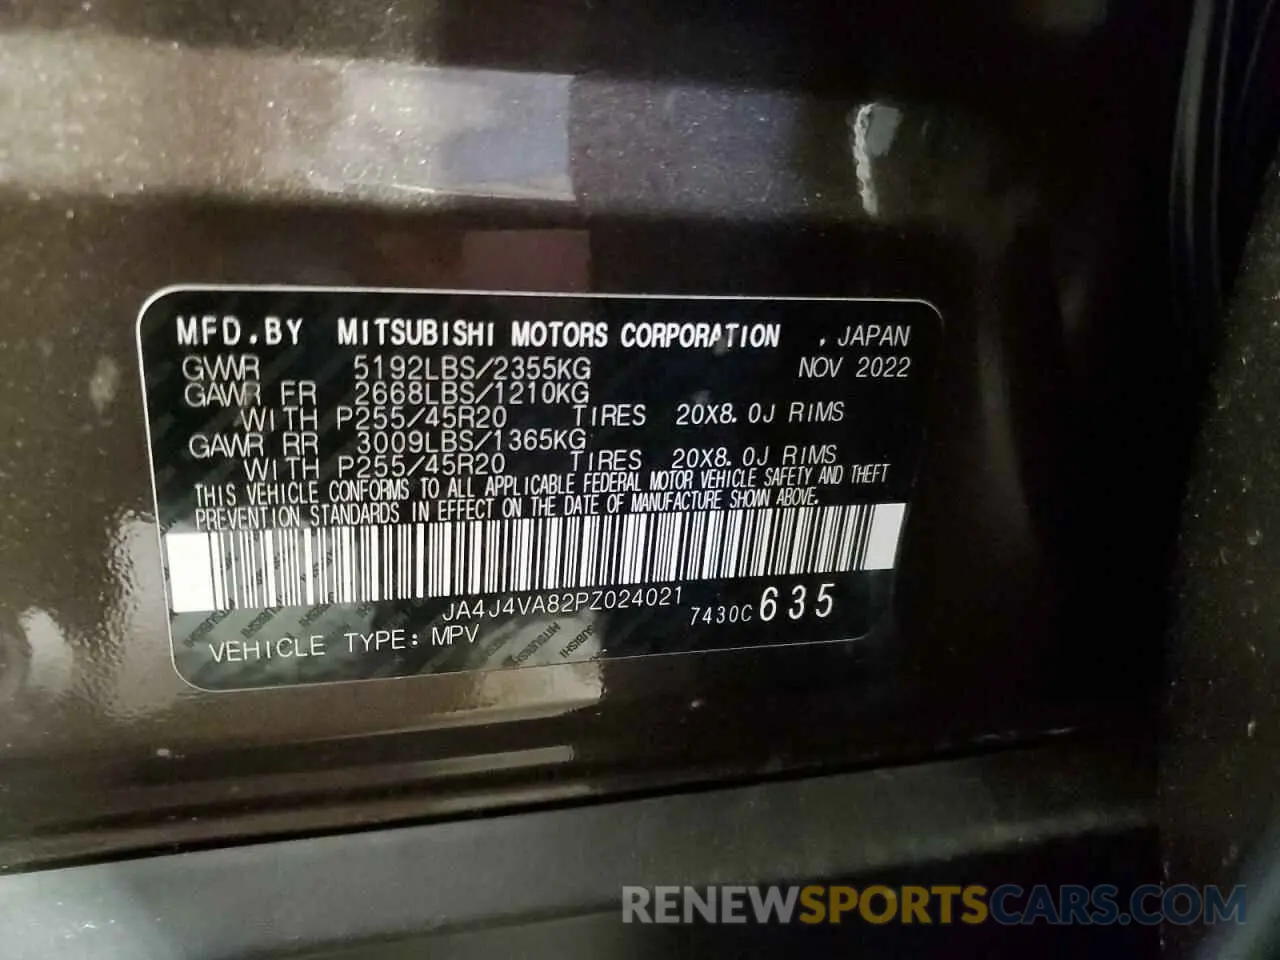 MFD.BY MITSUBISHI MOTORS CORPORATION , JAPAN
GVWR 5192LBS/2355KG NOV 2022
GAWR FR 2668LBS/1210KG
WITH P255/45R20 TIRES 20X8.0J RIMS
GAWR RR 3009LBS/1365KG
WITH P255/45R20 TIRES 20X8.0J RIMS
THIS VEHICLE CONFORMS TO ALL APPLICABLE FEDERAL MOTOR VEHICLE SAFETY AND THEFT
PREVENTION STANDARDS IN EFFECT ON THE DATE OF MANUFACTURE SHOWN ABOVE.
JA4J4VA82PZ024021 7430C 635
VEHICLE TYPE: MPV
RENEWSPORTSCARS.COM